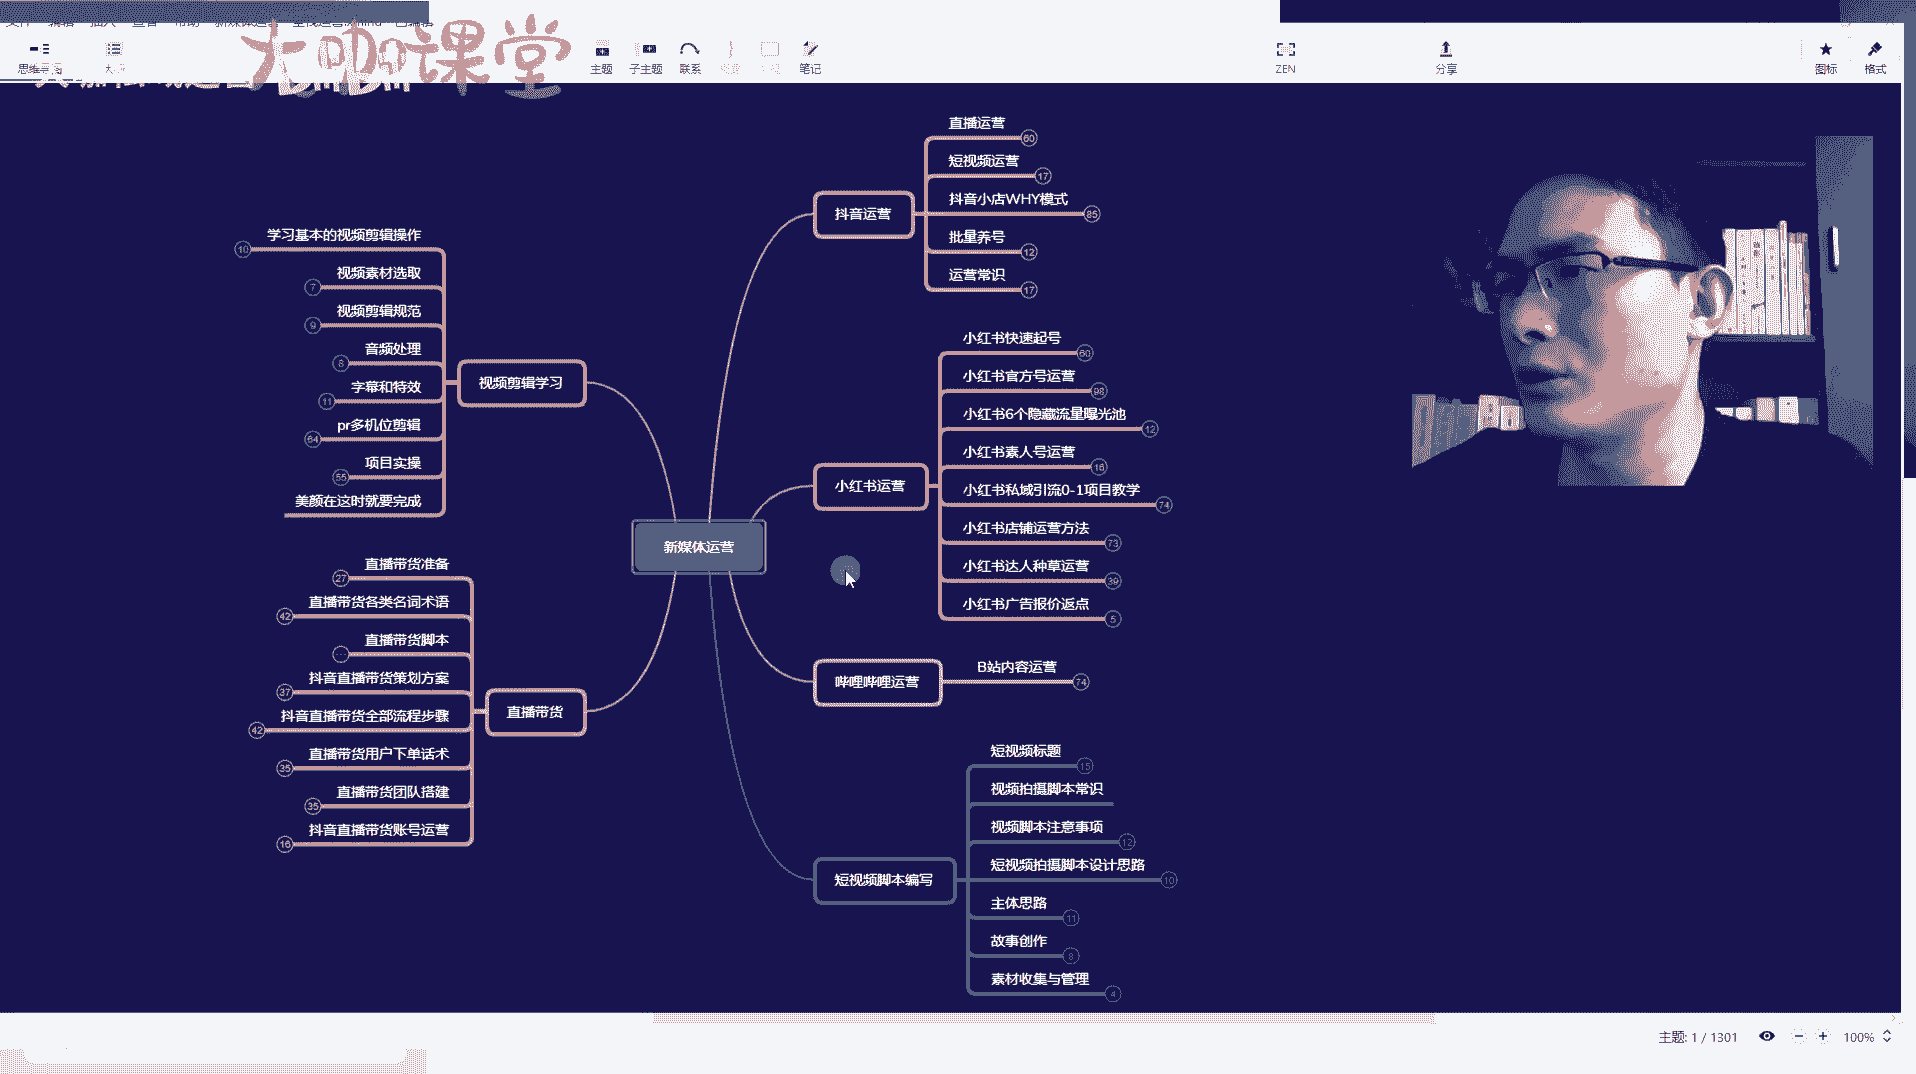 大咖课堂
思维导图
主题
子主题
联系
笔记
ZEN
分享
图标
格式
新媒体运营
抖音运营
直播运营
60
短视频运营
17
抖音小店WHY模式
85
批量养号
12
运营常识
17
小红书运营
小红书快速起号
60
小红书官方号运营
98
小红书6个隐藏流量曝光池
12
小红书素人号运营
16
小红书私域引流0-1项目教学
74
小红书店铺运营方法
73
小红书达人种草运营
39
小红书广告报价返点
5
哔哩哔哩运营
B站内容运营
74
短视频脚本编写
短视频标题
15
视频拍摄脚本常识
视频脚本注意事项
12
短视频拍摄脚本设计思路
10
主体思路
11
故事创作
8
素材收集与管理
4
视频剪辑学习
学习基本的视频剪辑操作
10
视频素材选取
7
视频剪辑规范
9
音频处理
8
字幕和特效
11
pr多机位剪辑
64
项目实操
55
美颜在这时就要完成
直播带货
直播带货准备
27
直播带货各类名词术语
42
直播带货脚本
抖音直播带货策划方案
37
抖音直播带货全部流程步骤
42
直播带货用户下单话术
35
直播带货团队搭建
35
抖音直播带货账号运营
16
主题: 1 / 1301
100%